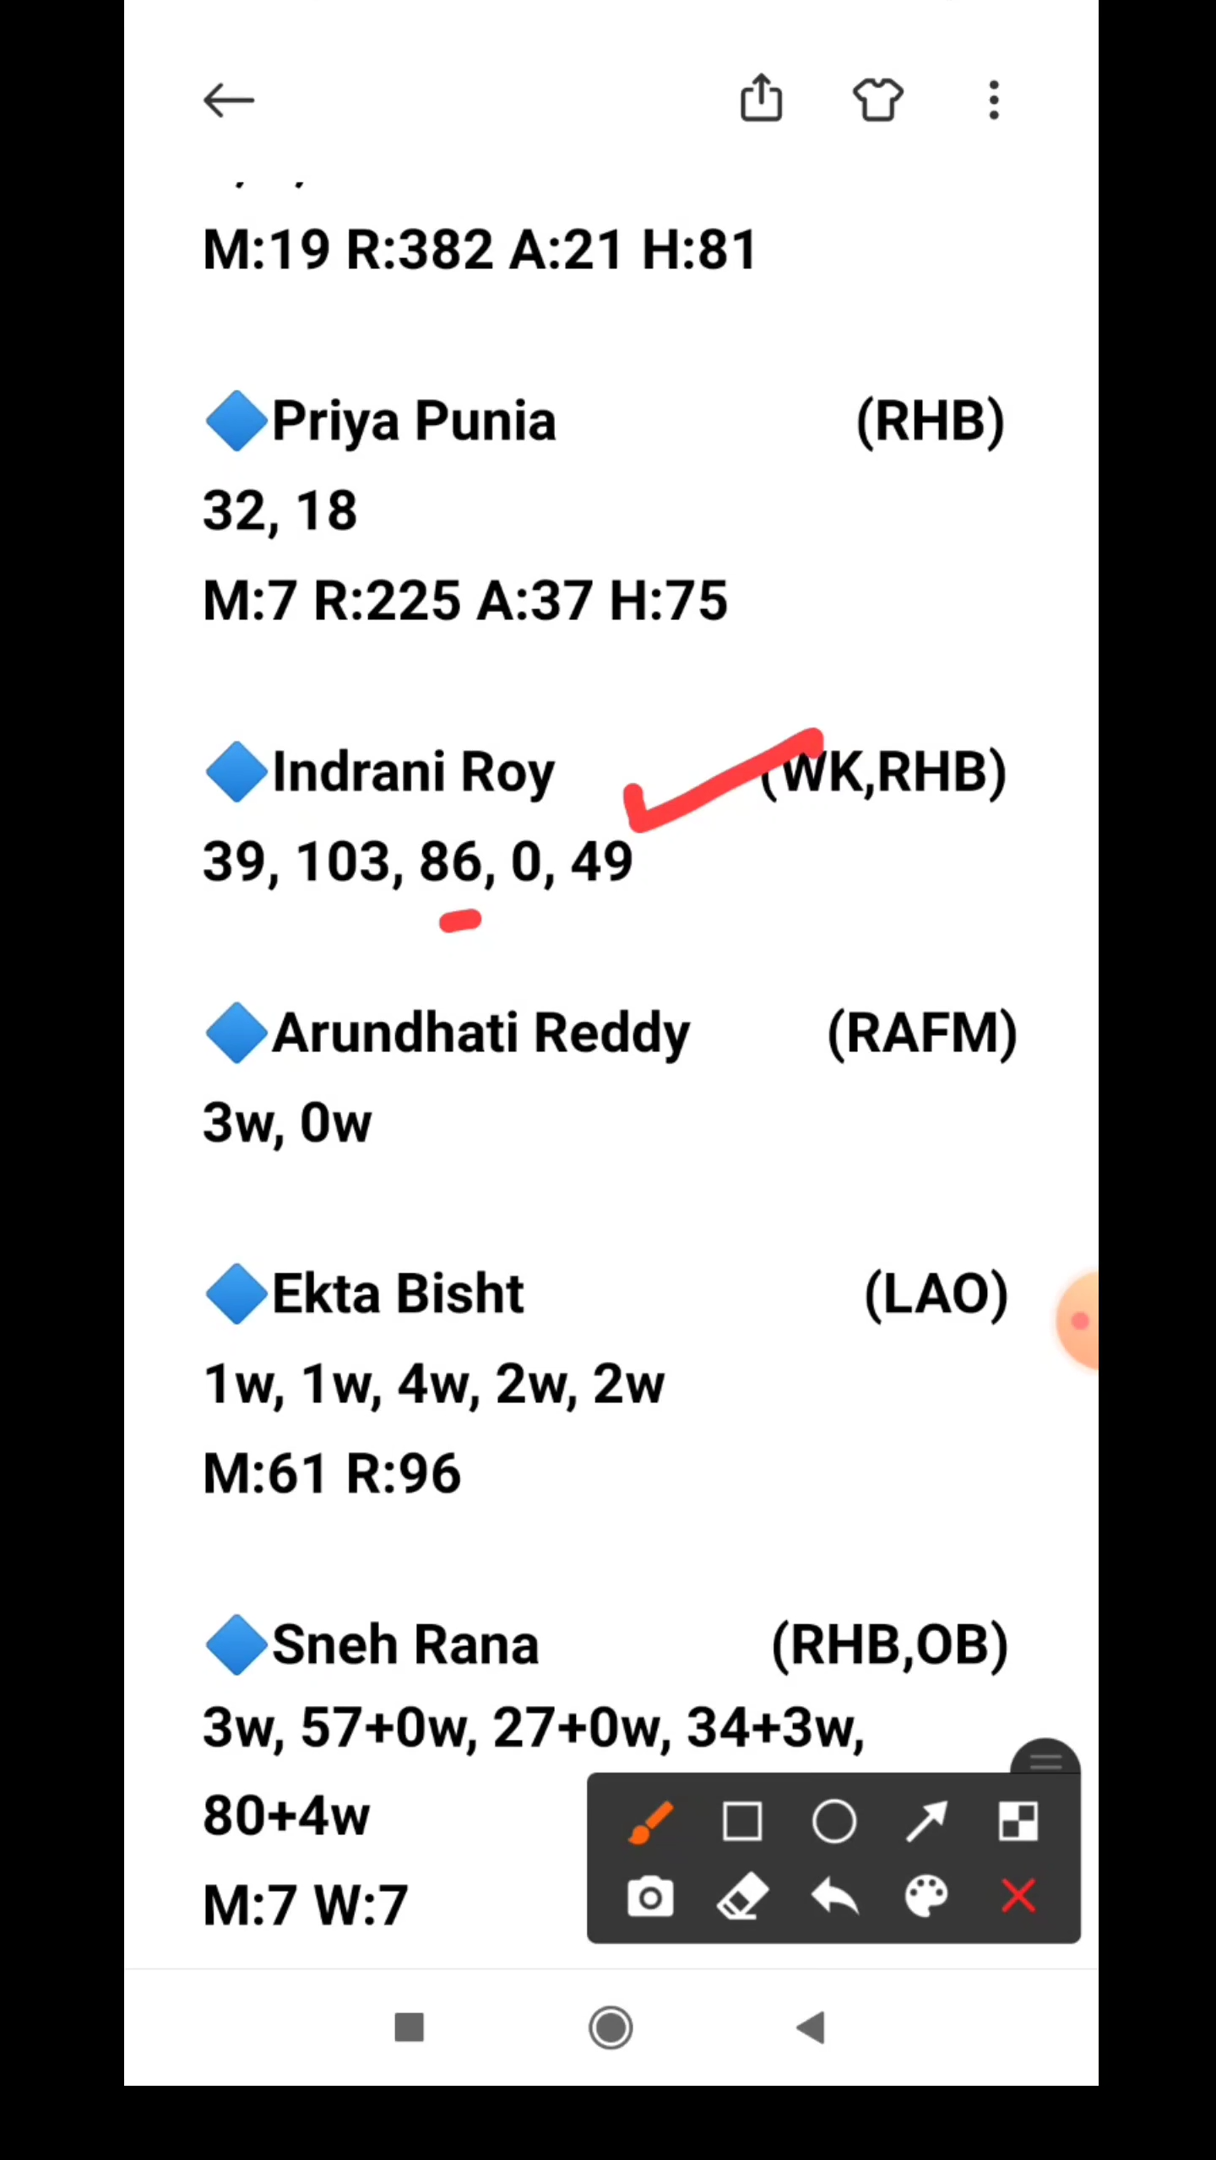 M:19 R:382 A:21 H:81
Priya Punia (RHB)
32, 18
M:7 R:225 A:37 H:75
Indrani Roy (WK,RHB)
39, 103, 86, 0, 49
Arundhati Reddy (RAFM)
3w, 0w
Ekta Bisht (LAO)
1w, 1w, 4w, 2w, 2w
M:61 R:96
Sneh Rana (RHB,OB)
3w, 57+0w, 27+0w, 34+3w,
80+4w
M:7 W:7